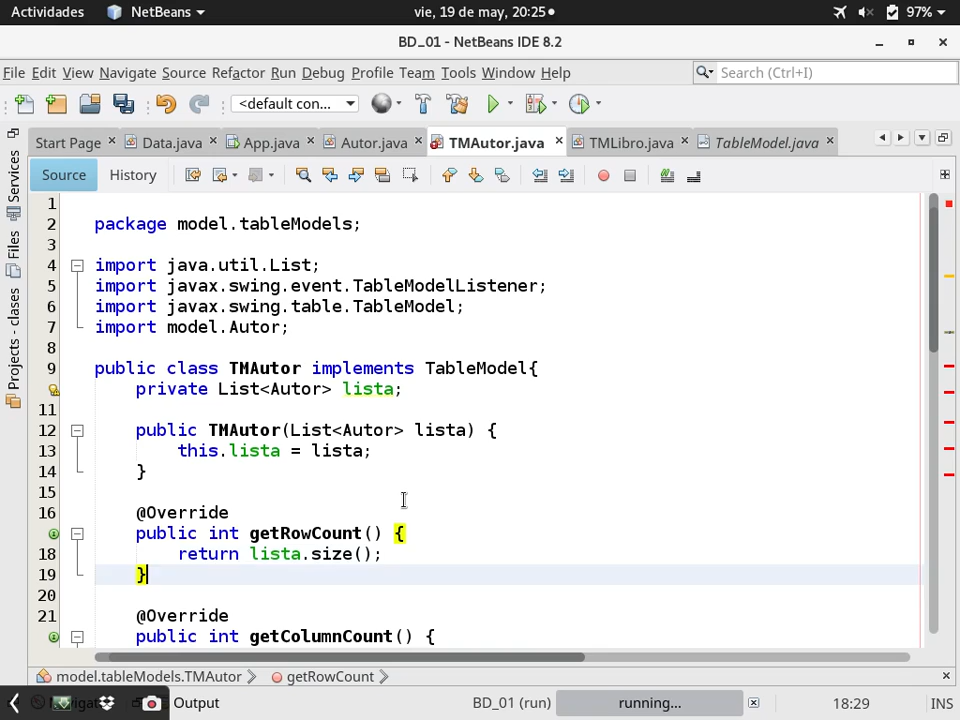 Actividades NetBeans vie, 19 de may, 20:25 97%
BD_01 - NetBeans IDE 8.2
File Edit View Navigate Source Refactor Run Debug Profile Team Tools Window Help Search (Ctrl+I)
<default con...
Start Page Data.java App.java Autor.java TMAutor.java TMLibro.java TableModel.java
Source History
Services
Files
Projects - clases
1
2 package model.tableModels;
3
4 import java.util.List;
5 import javax.swing.event.TableModelListener;
6 import javax.swing.table.TableModel;
7 import model.Autor;
8
9 public class TMAutor implements TableModel{
private List<Autor> lista;
11
12 public TMAutor(List<Autor> lista) {
13 this.lista = lista;
14 }
15
16 @Override
public int getRowCount() {
18 return lista.size();
19 }
20
21 @Override
public int getColumnCount() {
model.tableModels.TMAutor getRowCount
Output BD_01 (run) running... 18:29 INS